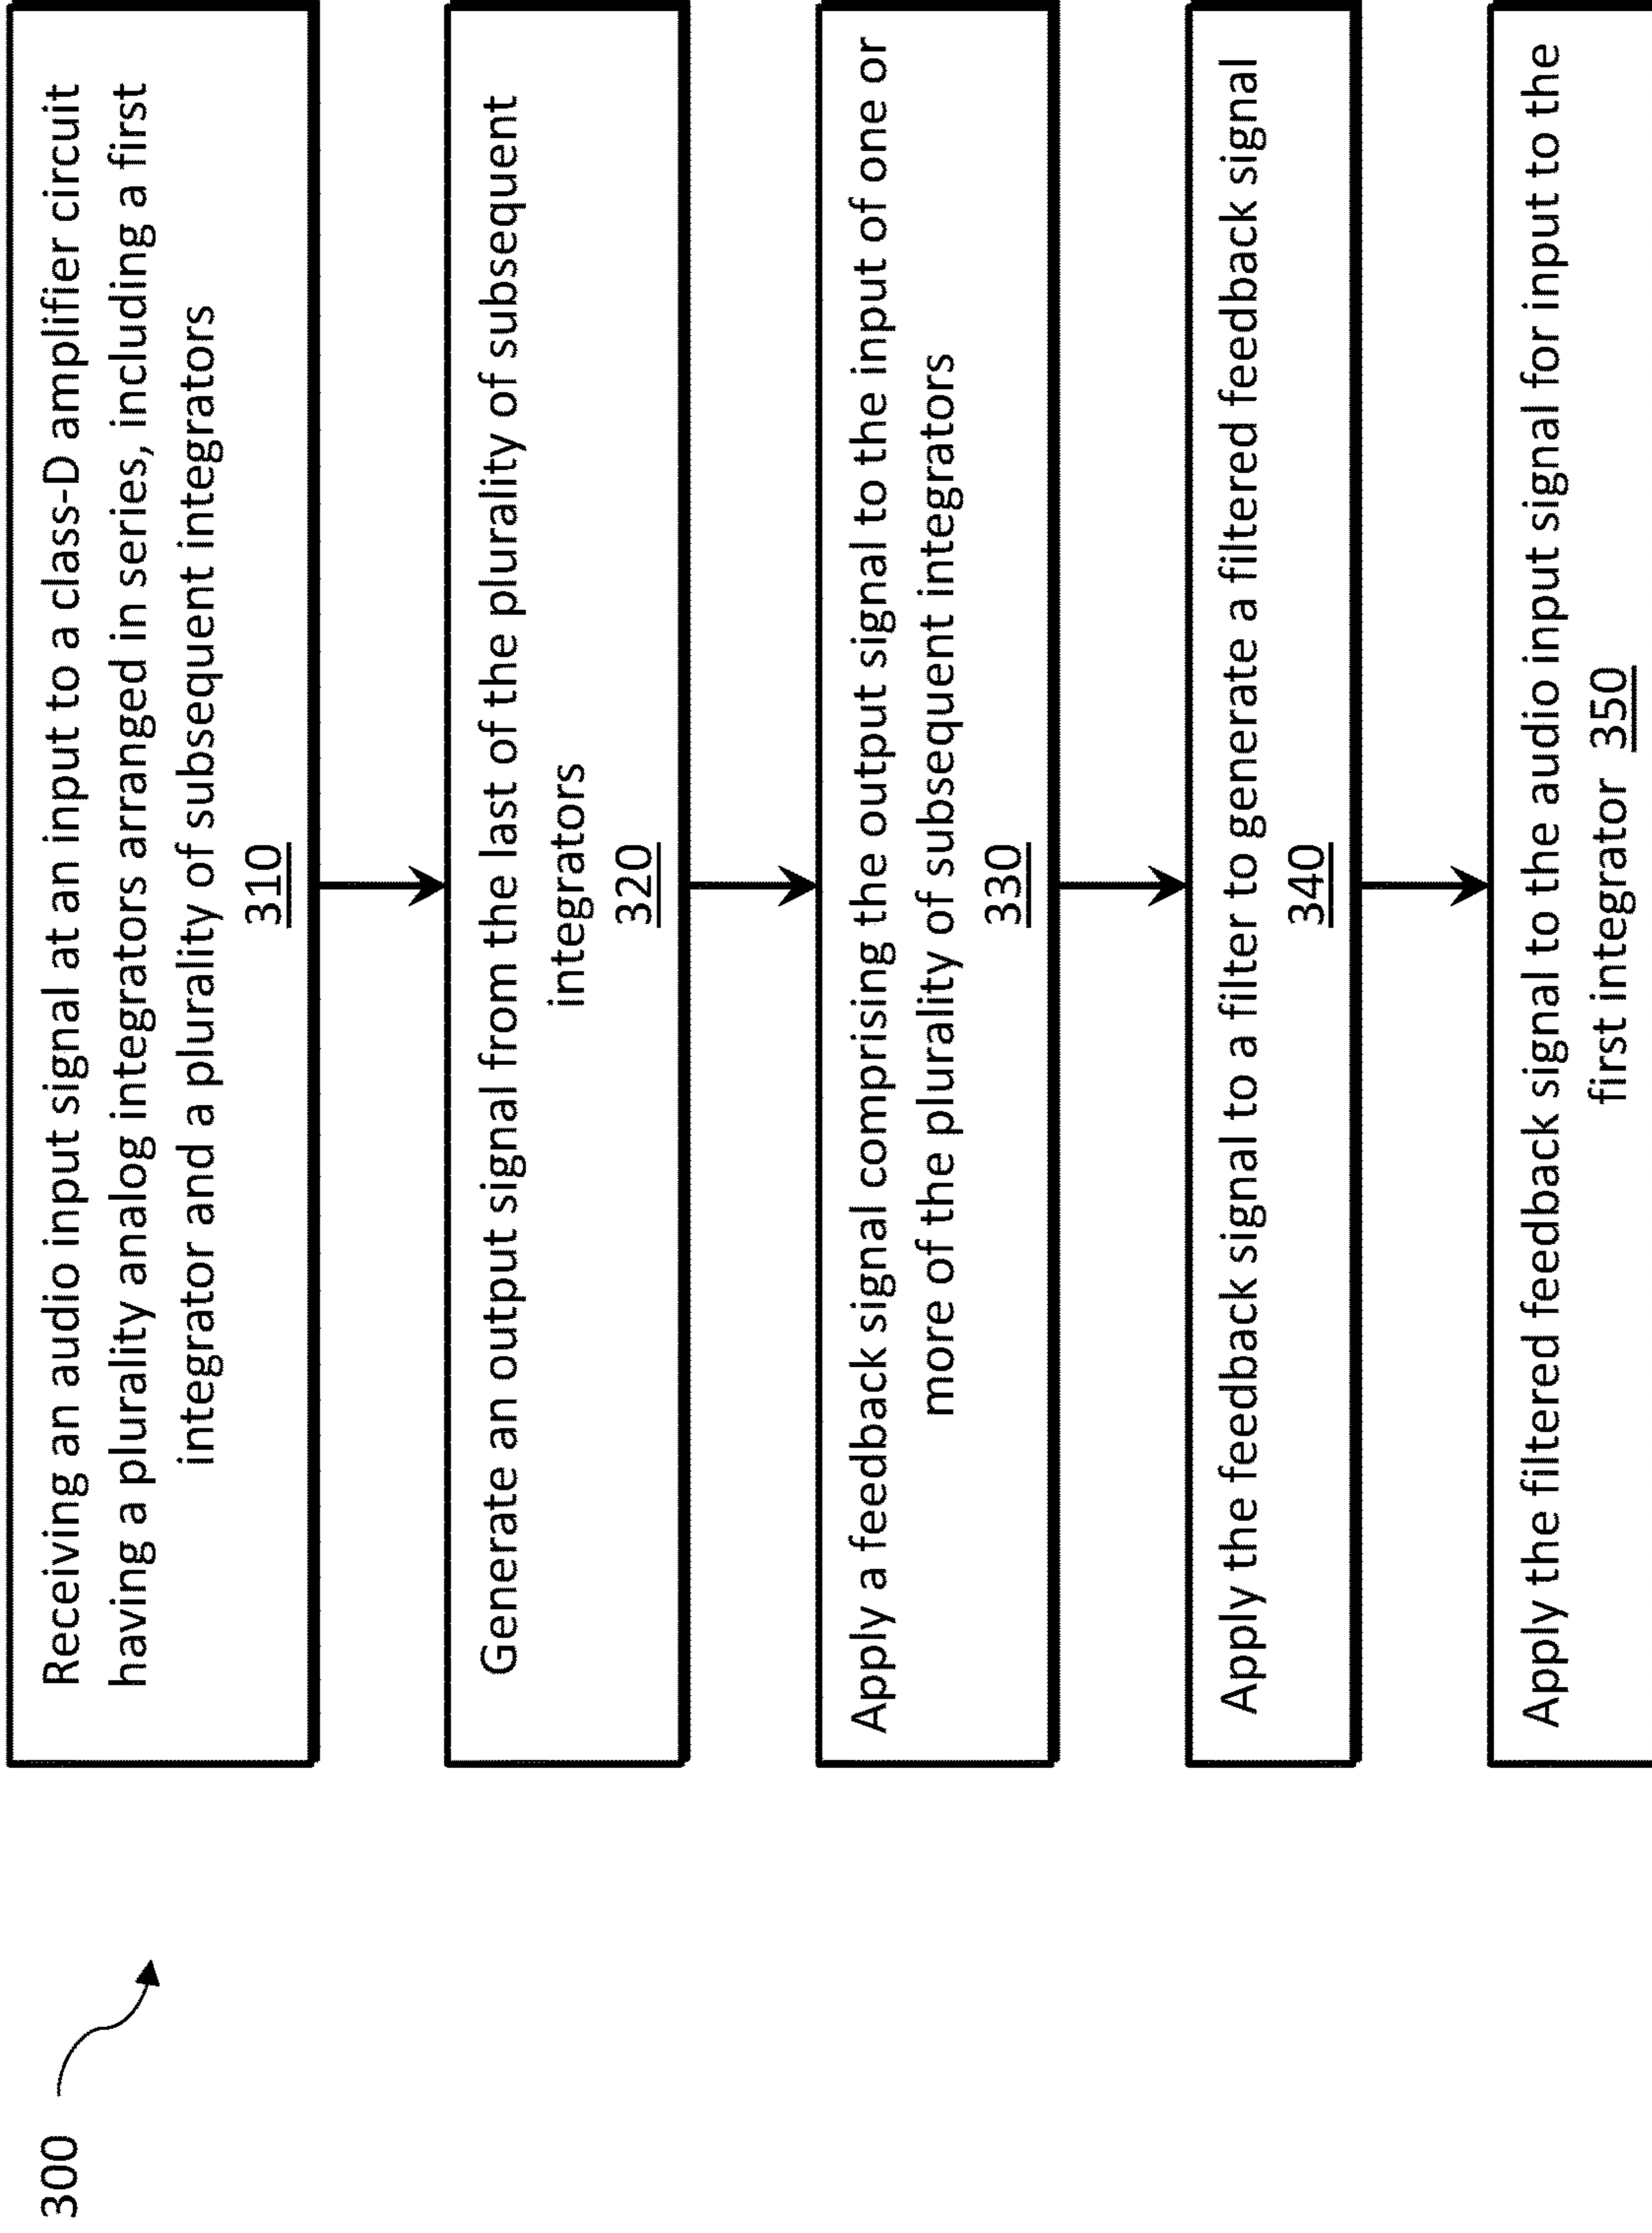 300
Receiving an audio input signal at an input to a class-D amplifier circuit
having a plurality analog integrators arranged in series, including a first
integrator and a plurality of subsequent integrators
310
Generate an output signal from the last of the plurality of subsequent
integrators
320
Apply a feedback signal comprising the output signal to the input of one or
more of the plurality of subsequent integrators
330
Apply the feedback signal to a filter to generate a filtered feedback signal
340
Apply the filtered feedback signal to the audio input signal for input to the
first integrator 350